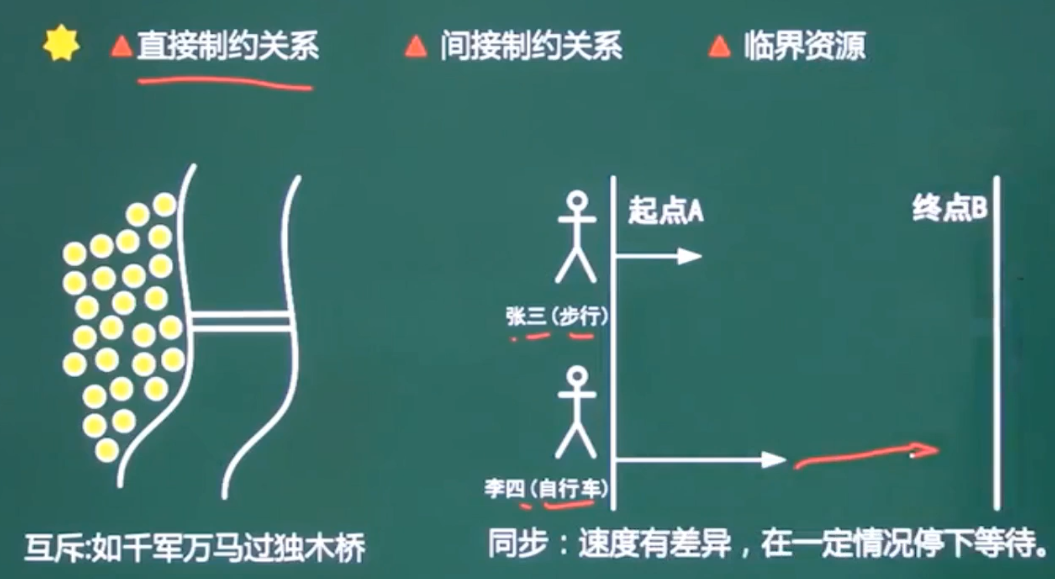 直接制约关系 间接制约关系 临界资源
起点A 终点B
张三(步行)
李四(自行车)
互斥:如千军万马过独木桥
同步：速度有差异，在一定情况停下等待。